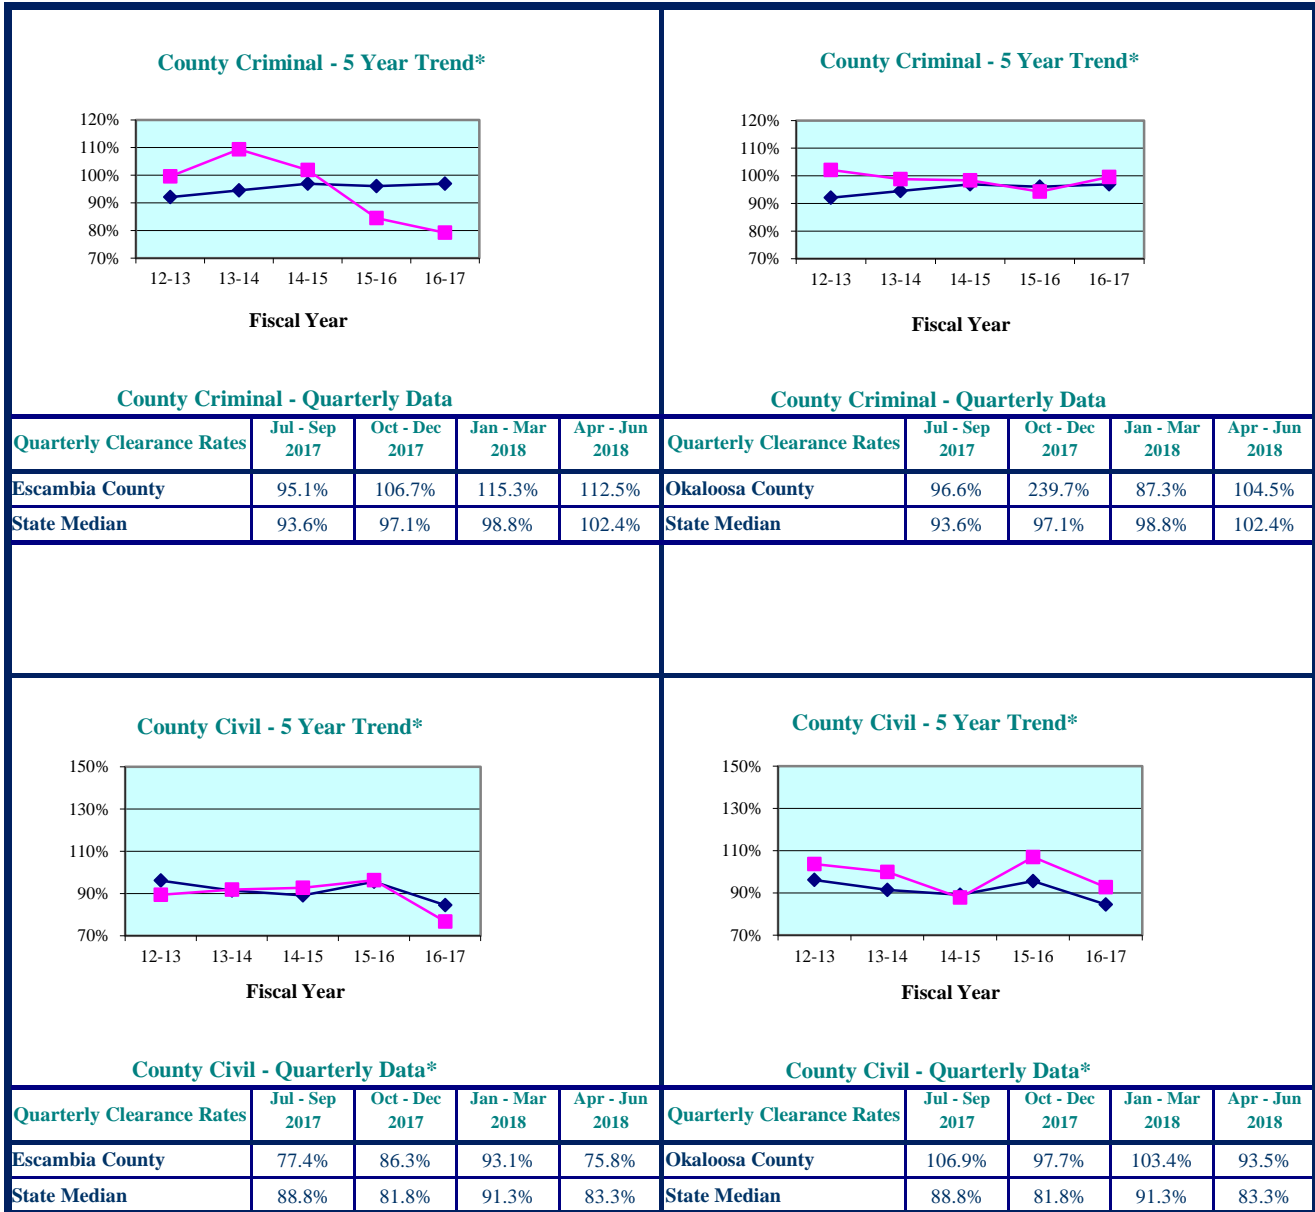 County Criminal - 5 Year Trend*
120%
110%
100%
90%
80%
70%
12-13 13-14 14-15 15-16 16-17
Fiscal Year
County Criminal - Quarterly Data
Quarterly Clearance Rates Jul - Sep 2017 Oct - Dec 2017 Jan - Mar 2018 Apr - Jun 2018
Escambia County 95.1% 106.7% 115.3% 112.5%
State Median 93.6% 97.1% 98.8% 102.4%
County Criminal - 5 Year Trend*
120%
110%
100%
90%
80%
70%
12-13 13-14 14-15 15-16 16-17
Fiscal Year
County Criminal - Quarterly Data
Quarterly Clearance Rates Jul - Sep 2017 Oct - Dec 2017 Jan - Mar 2018 Apr - Jun 2018
Okaloosa County 96.6% 239.7% 87.3% 104.5%
State Median 93.6% 97.1% 98.8% 102.4%
County Civil - 5 Year Trend*
150%
130%
110%
90%
70%
12-13 13-14 14-15 15-16 16-17
Fiscal Year
County Civil - Quarterly Data*
Quarterly Clearance Rates Jul - Sep 2017 Oct - Dec 2017 Jan - Mar 2018 Apr - Jun 2018
Escambia County 77.4% 86.3% 93.1% 75.8%
State Median 88.8% 81.8% 91.3% 83.3%
County Civil - 5 Year Trend*
150%
130%
110%
90%
70%
12-13 13-14 14-15 15-16 16-17
Fiscal Year
County Civil - Quarterly Data*
Quarterly Clearance Rates Jul - Sep 2017 Oct - Dec 2017 Jan - Mar 2018 Apr - Jun 2018
Okaloosa County 106.9% 97.7% 103.4% 93.5%
State Median 88.8% 81.8% 91.3% 83.3%